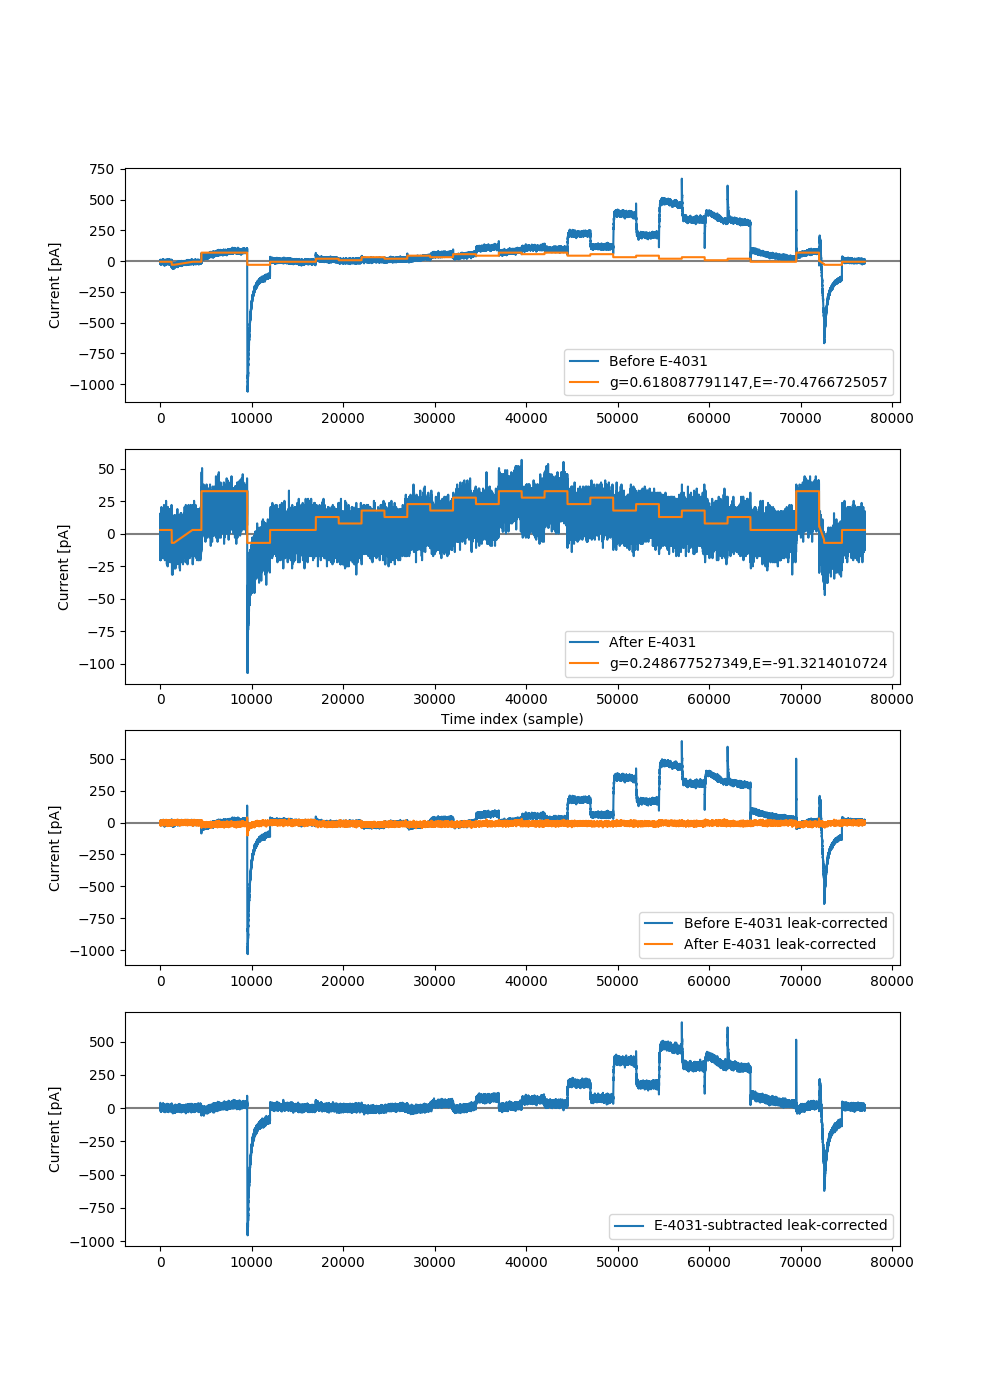 750
500
250
0
−250
−500
−750
−1000
Current [pA]
Before E-4031
g=0.618087791147,E=-70.4766725057
0 10000 20000 30000 40000 50000 60000 70000 80000
50
25
0
−25
−50
−75
−100
Current [pA]
After E-4031
g=0.248677527349,E=-91.3214010724
0 10000 20000 30000 40000 50000 60000 70000 80000
Time index (sample)
500
250
0
−250
−500
−750
−1000
Current [pA]
Before E-4031 leak-corrected
After E-4031 leak-corrected
0 10000 20000 30000 40000 50000 60000 70000 80000
500
250
0
−250
−500
−750
−1000
Current [pA]
E-4031-subtracted leak-corrected
0 10000 20000 30000 40000 50000 60000 70000 80000